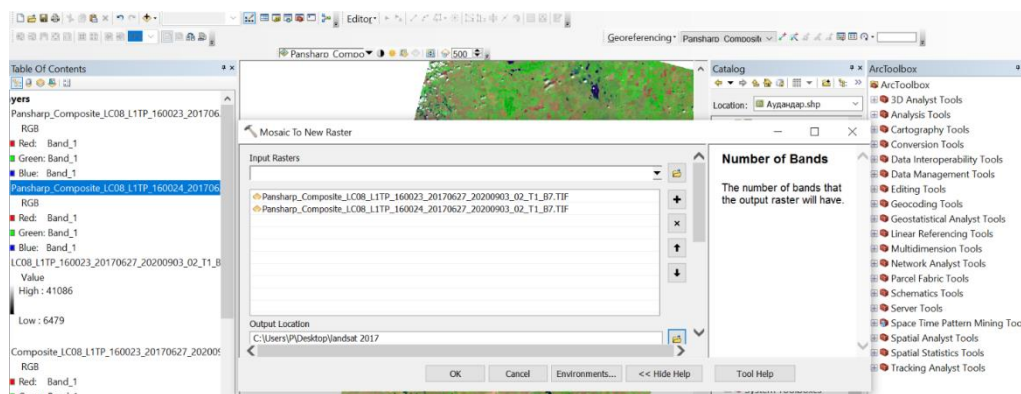 Editor
Georeferencing Pansharp Composite
Pansharp Compo
500
Table Of Contents
yers
Pansharp_Composite_LC08_L1TP_160023_201706
RGB
Red: Band_1
Green: Band_1
Blue: Band_1
Pansharp_Composite_LC08_L1TP_160024_201706
RGB
Red: Band_1
Green: Band_1
Blue: Band_1
LC08_L1TP_160023_20170627_20200903_02_T1_B
Value
High : 41086
Low : 6479
Composite_LC08_L1TP_160023_20170627_20200
RGB
Red: Band_1
Mosaic To New Raster
Input Rasters
Pansharp_Composite_LC08_L1TP_160023_20170627_20200903_02_T1_B7.TIF
Pansharp_Composite_LC08_L1TP_160024_20170627_20200903_02_T1_B7.TIF
Output Location
C:\Users\P\Desktop\landsat 2017
OK
Cancel
Environments...
<< Hide Help
Tool Help
Number of Bands
The number of bands that
the output raster will have.
Catalog
Location: Аудандар.shp
ArcToolbox
ArcToolbox
3D Analyst Tools
Analysis Tools
Cartography Tools
Conversion Tools
Data Interoperability Tools
Data Management Tools
Editing Tools
Geocoding Tools
Geostatistical Analyst Tools
Linear Referencing Tools
Multidimension Tools
Network Analyst Tools
Parcel Fabric Tools
Schematics Tools
Server Tools
Space Time Pattern Mining Too
Spatial Analyst Tools
Spatial Statistics Tools
Tracking Analyst Tools